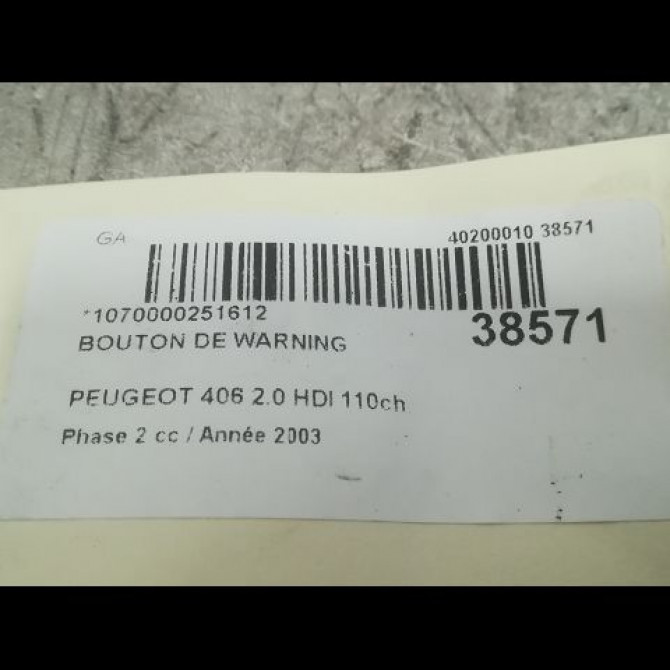 GA 40200010 38571
*1070000251612 38571
BOUTON DE WARNING
PEUGEOT 406 2.0 HDI 110ch
Phase 2 cc / Année 2003